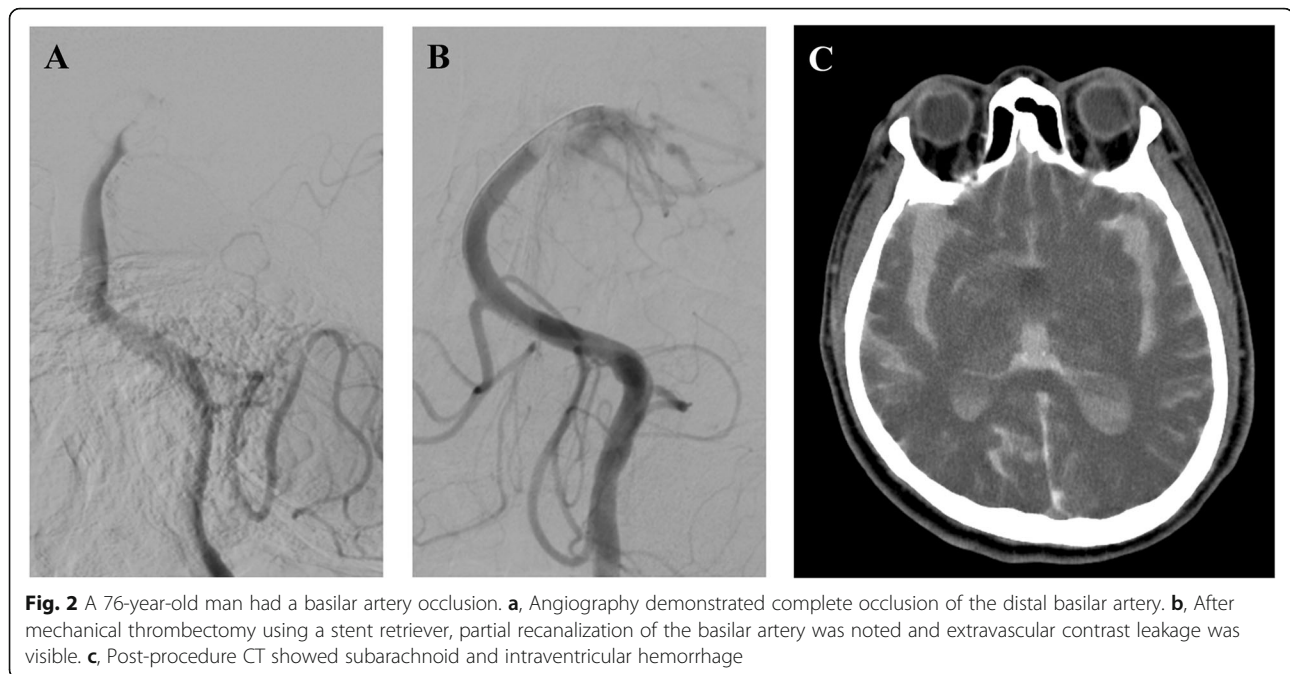 A
B
C
Fig. 2 A 76-year-old man had a basilar artery occlusion. a, Angiography demonstrated complete occlusion of the distal basilar artery. b, After
mechanical thrombectomy using a stent retriever, partial recanalization of the basilar artery was noted and extravascular contrast leakage was
visible. c, Post-procedure CT showed subarachnoid and intraventricular hemorrhage